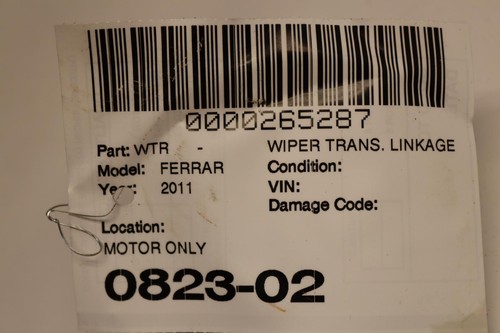 0000265287
Part: WTR - WIPER TRANS. LINKAGE
Model: FERRAR Condition:
Year: 2011 VIN:
Damage Code:
Location:
MOTOR ONLY
0823-02